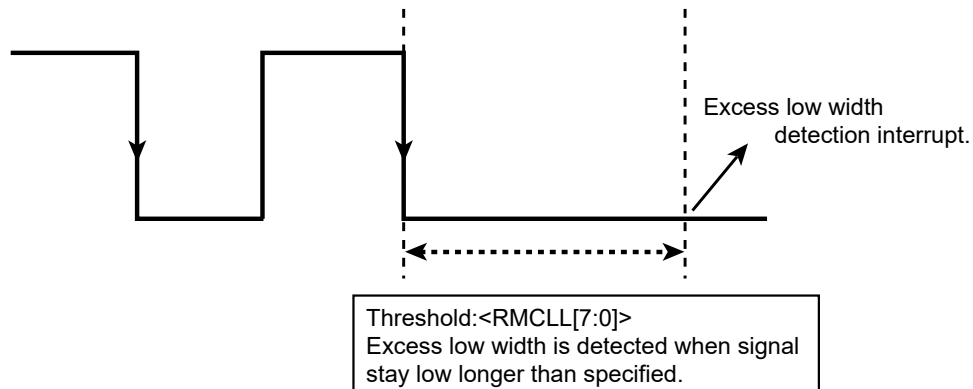 Excess low width
detection interrupt.
Threshold:<RMCLL[7:0]>
Excess low width is detected when signal
stay low longer than specified.